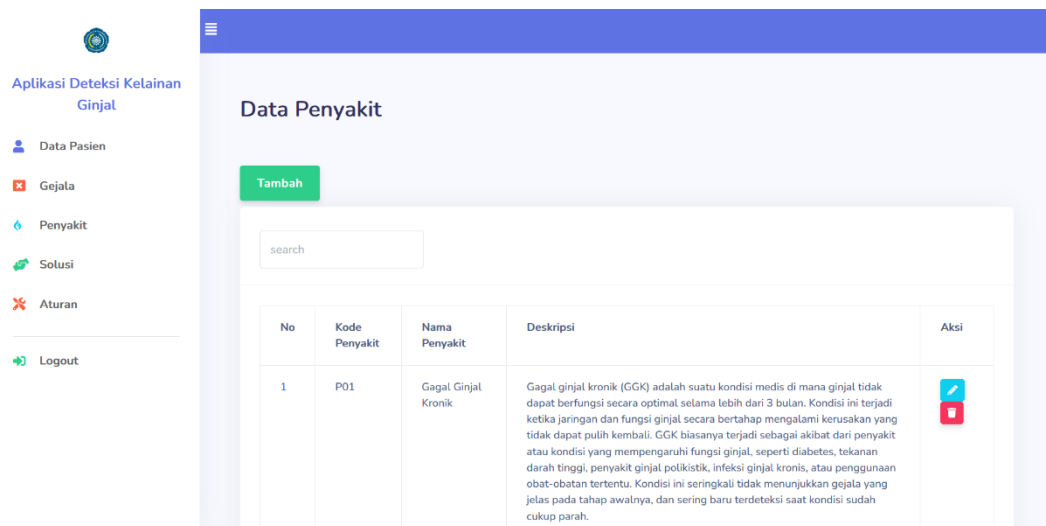 Aplikasi Deteksi Kelainan
Ginjal
Data Pasien
Gejala
Penyakit
Solusi
Aturan
Logout
Data Penyakit
Tambah
search
No
Kode
Penyakit
Nama
Penyakit
Deskripsi
Aksi
1
P01
Gagal Ginjal
Kronik
Gagal ginjal kronik (GGK) adalah suatu kondisi medis di mana ginjal tidak
dapat berfungsi secara optimal selama lebih dari 3 bulan. Kondisi ini terjadi
ketika jaringan dan fungsi ginjal secara bertahap mengalami kerusakan yang
tidak dapat pulih kembali. GGK biasanya terjadi sebagai akibat dari penyakit
atau kondisi yang mempengaruhi fungsi ginjal, seperti diabetes, tekanan
darah tinggi, penyakit ginjal polikistik, infeksi ginjal kronis, atau penggunaan
obat-obatan tertentu. Kondisi ini seringkali tidak menunjukkan gejala yang
jelas pada tahap awalnya, dan sering baru terdeteksi saat kondisi sudah
cukup parah.